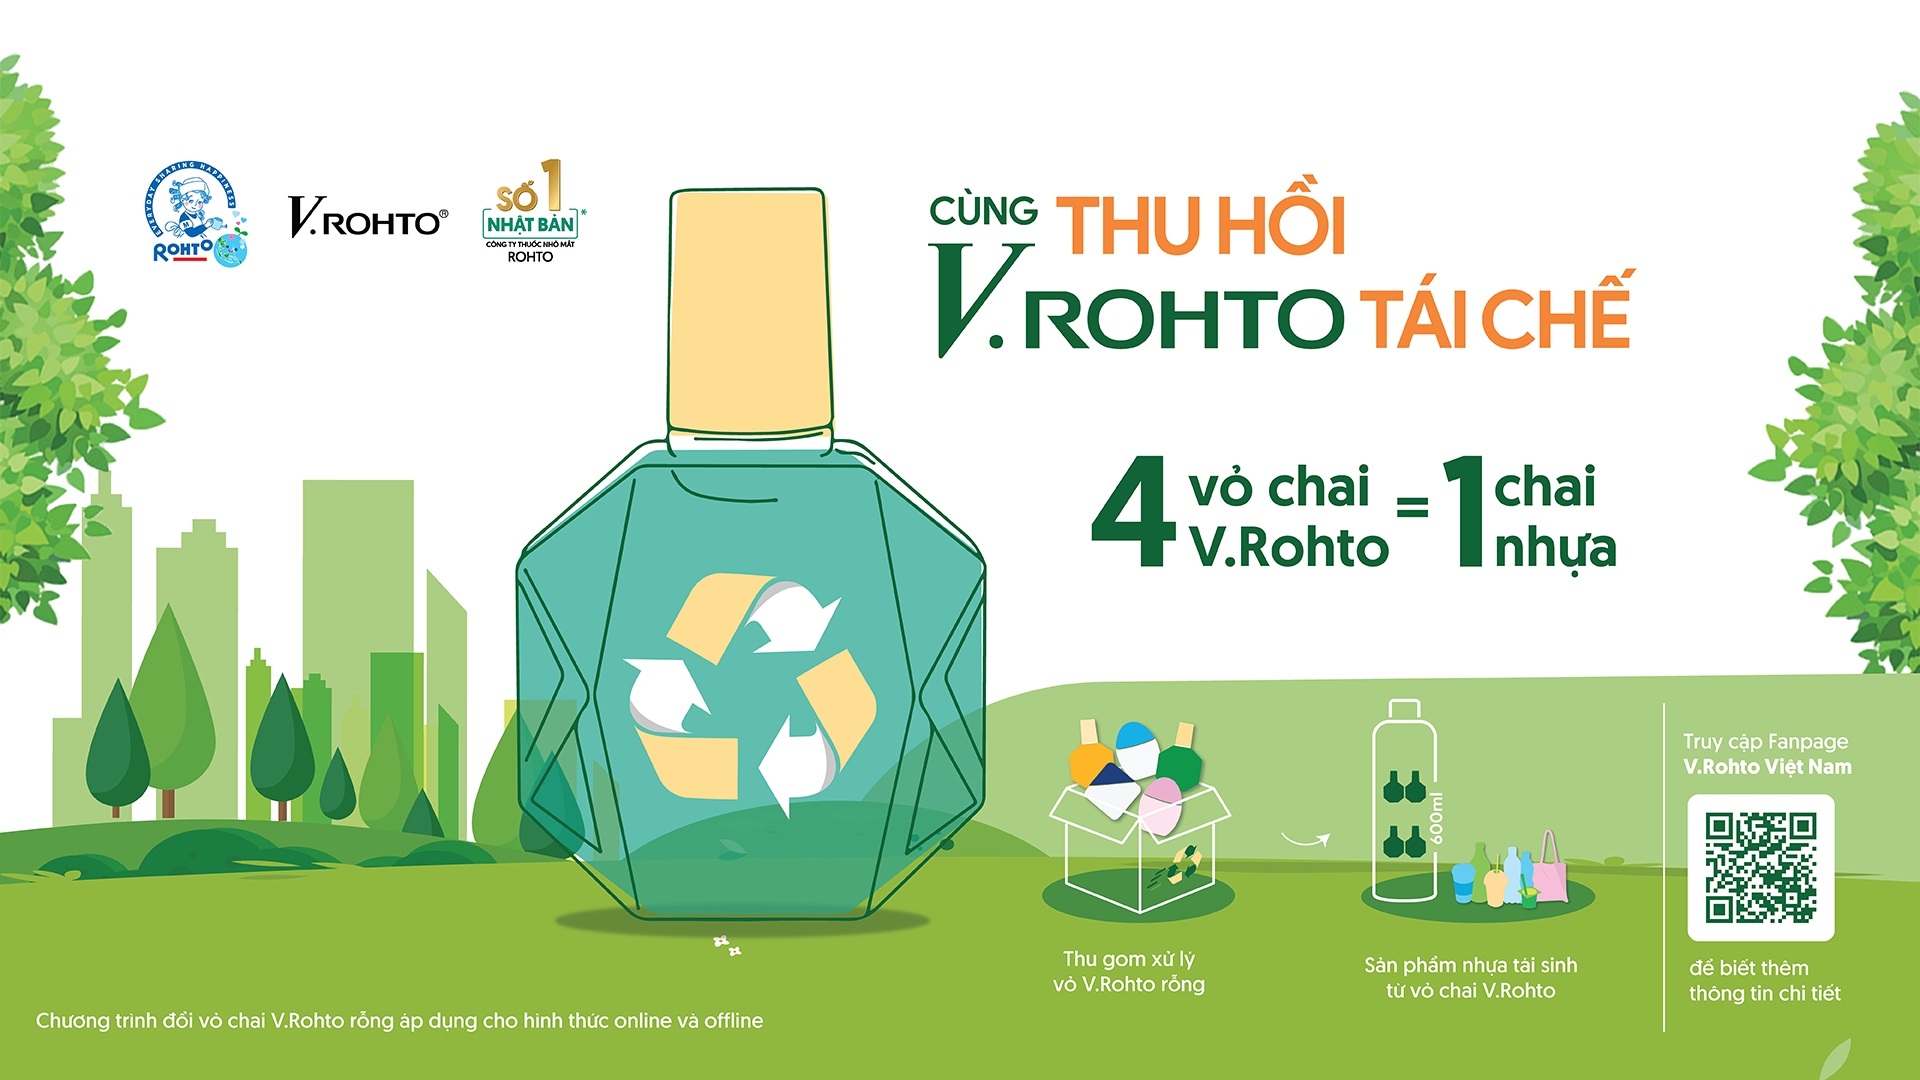 EVERYDAY SHARING HAPPINESS
M
ROHTO
V.ROHTO®
SỐ 1
NHẬT BẢN*
CÔNG TY THUỐC NHỎ MẮT
ROHTO
CÙNG THU HỒI
V.ROHTO TÁI CHẾ
4 vỏ chai V.Rohto = 1 chai nhựa
600ml
Thu gom xử lý
vỏ V.Rohto rỗng
Sản phẩm nhựa tái sinh
từ vỏ chai V.Rohto
Truy cập Fanpage
V.Rohto Việt Nam
để biết thêm
thông tin chi tiết
Chương trình đổi vỏ chai V.Rohto rỗng áp dụng cho hình thức online và offline